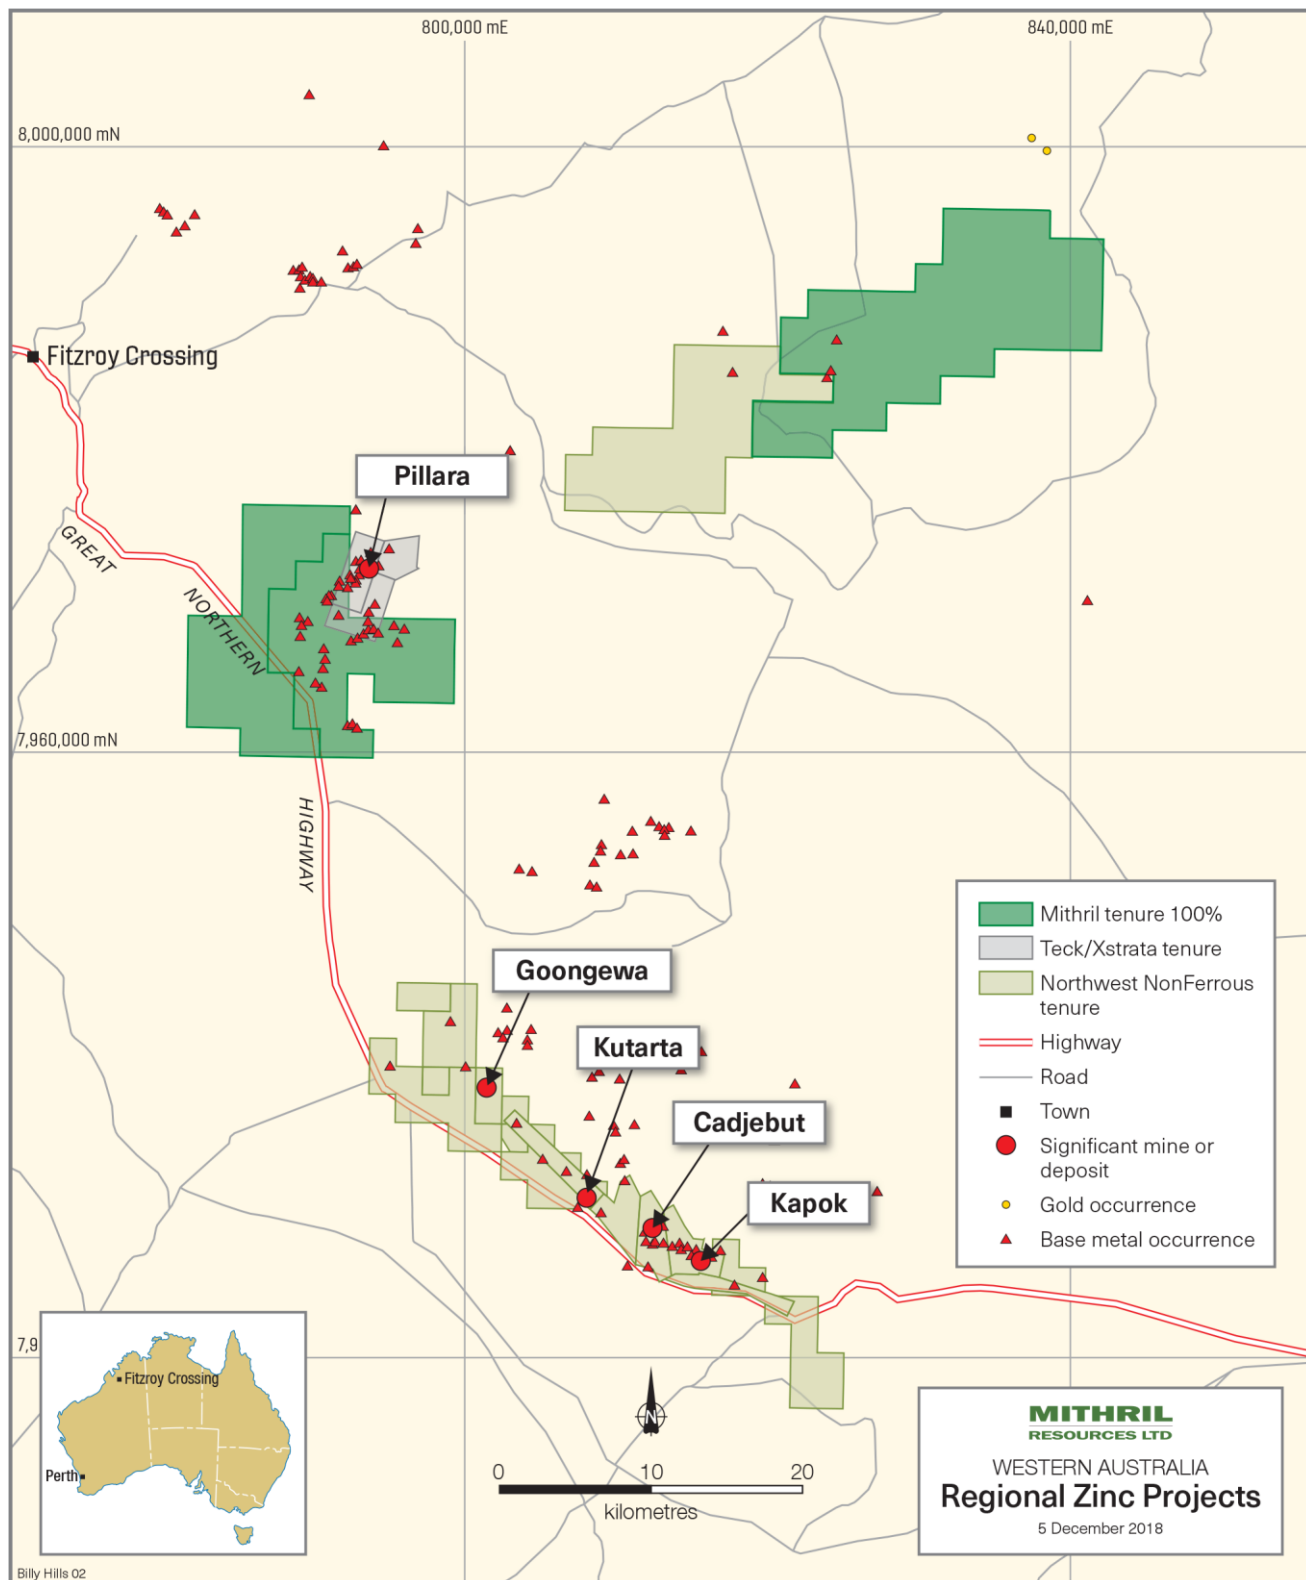 800,000 mE
840,000 mE
8,000,000 mN
Fitzroy Crossing
Pillara
GREAT
NORTHERN
HIGHWAY
7,960,000 mN
Goongewa
Kutarta
Cadjebut
Kapok
Mithril tenure 100%
Teck/Xstrata tenure
Northwest NonFerrous
tenure
Highway
Road
Town
Significant mine or
deposit
Gold occurrence
Base metal occurrence
7,9
Fitzroy Crossing
Perth
N
0 10 20
kilometres
MITHRIL
RESOURCES LTD
WESTERN AUSTRALIA
Regional Zinc Projects
5 December 2018
Billy Hills 02